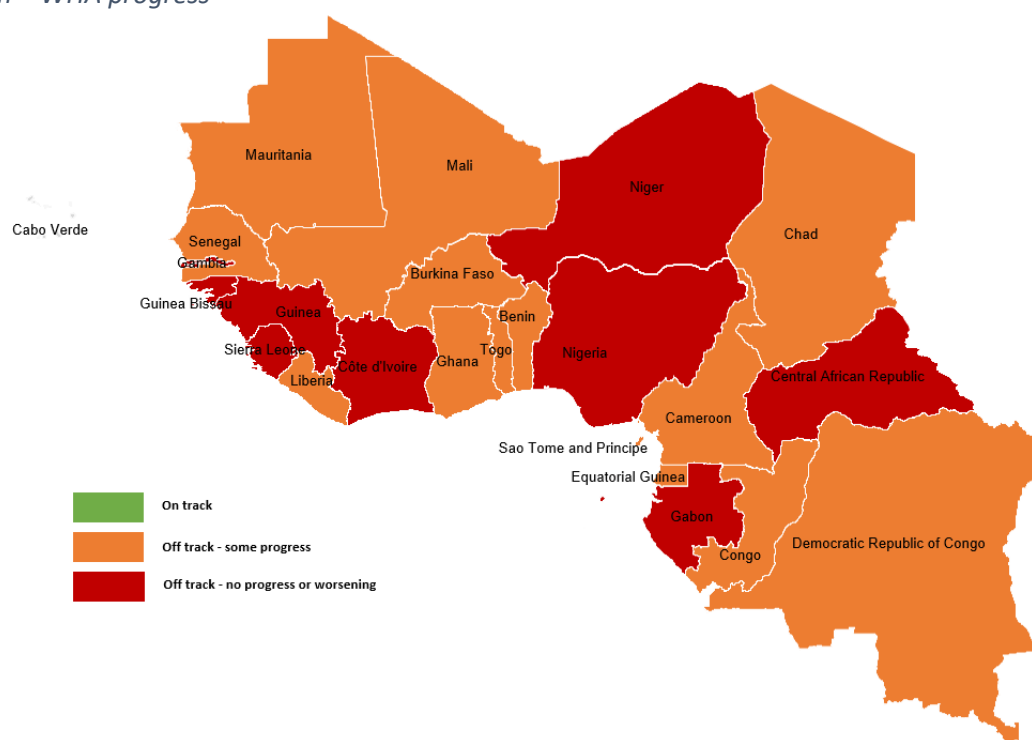 WHA progress
Mauritania
Mali
Niger
Cabo Verde
Senegal
Chad
Gambia
Burkina Faso
Guinea Bissau
Guinea
Benin
Sierra Leone
Togo
Nigeria
Ghana
Côte d'Ivoire
Liberia
Central African Republic
Cameroon
Sao Tome and Principe
Equatorial Guinea
Gabon
Democratic Republic of Congo
Congo
On track
Off track - some progress
Off track - no progress or worsening